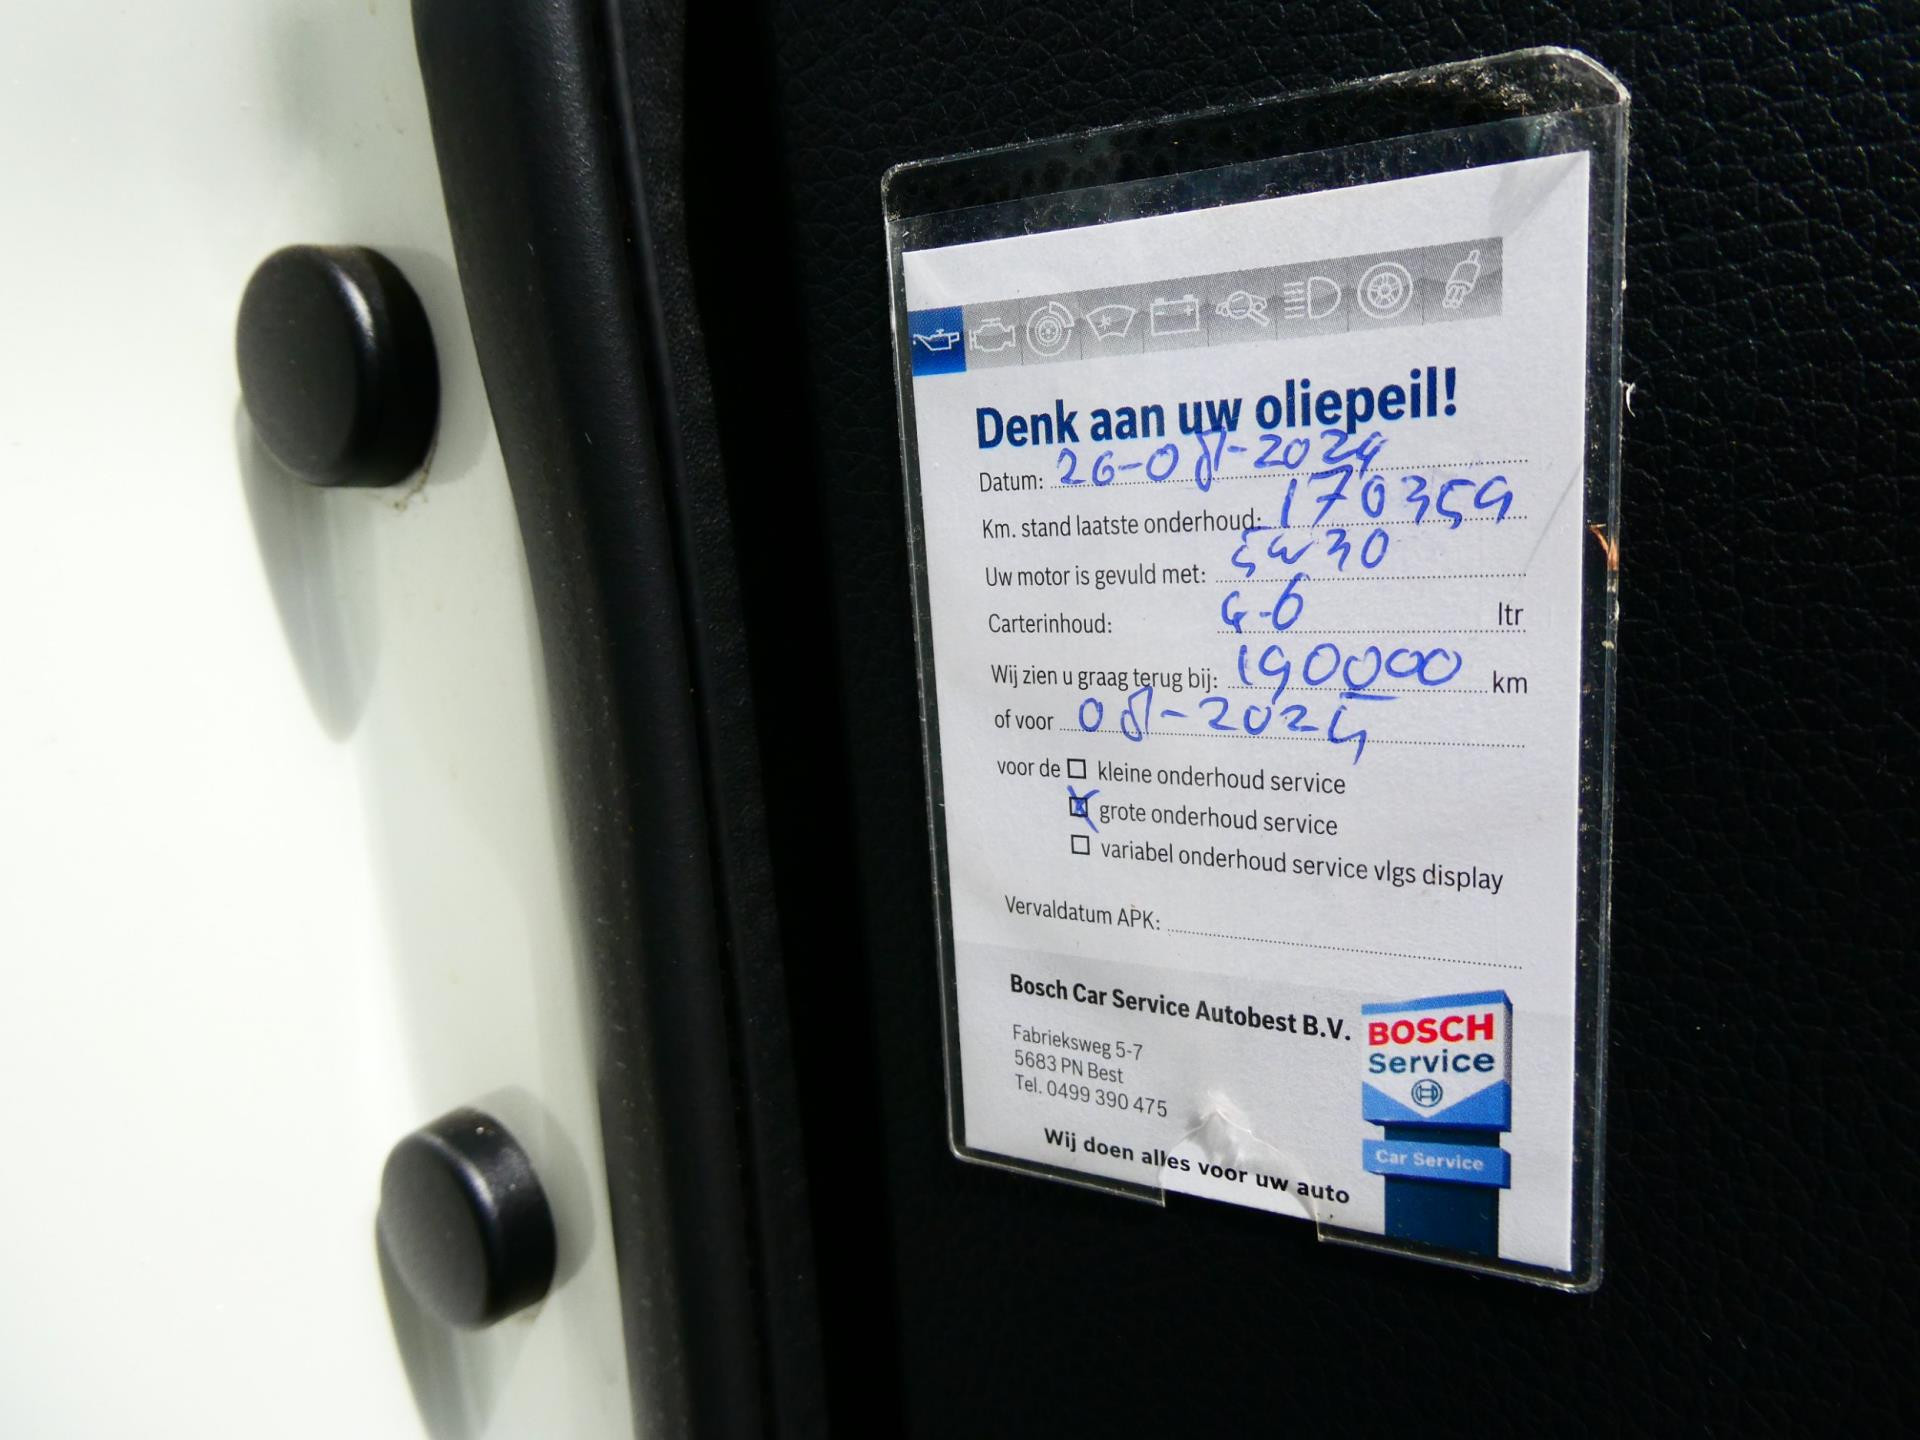 Denk aan uw oliepeil!
Datum: 26-08-2024
Km. stand laatste onderhoud: 170359
Uw motor is gevuld met: 5w30
Carterinhoud: 4-6 ltr
Wij zien u graag terug bij: 190000 km
of voor 08-2024
voor de kleine onderhoud service
x grote onderhoud service
variabel onderhoud service vlgs display
Vervaldatum APK:
Bosch Car Service Autobest B.V.
Fabrieksweg 5-7
5683 PN Best
Tel. 0499 390 475
Wij doen alles voor uw auto
BOSCH
Service
Car Service